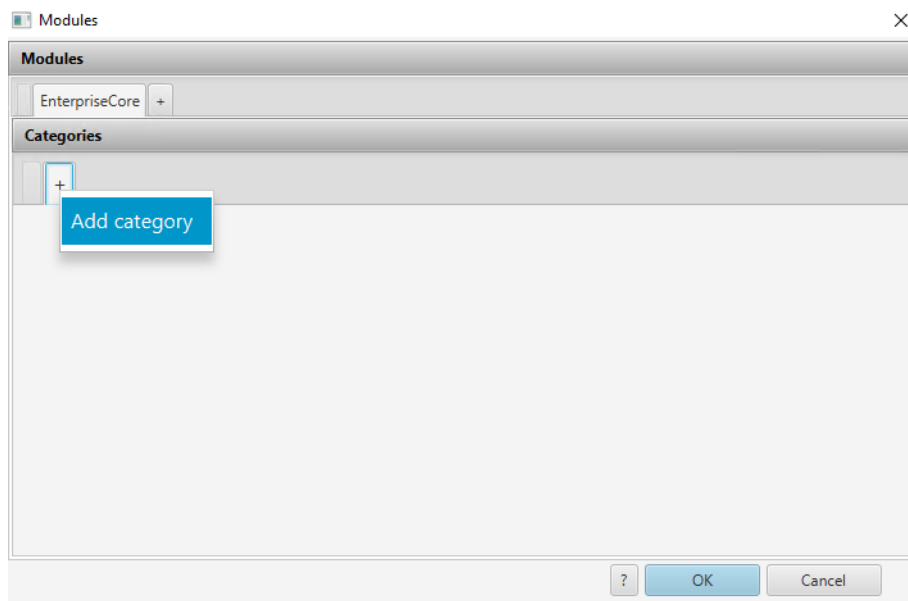 Modules
Modules
EnterpriseCore +
Categories
+
Add category
? OK Cancel